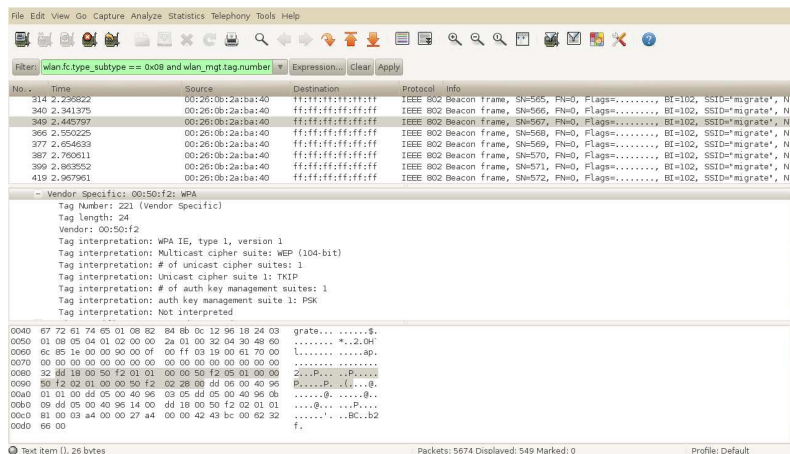 File Edit View Go Capture Analyze Statistics Telephony Tools Help
Filter: wlan.fc.type_subtype == 0x08 and wlan_mgt.tag.number Expression... Clear Apply
No. . Time Source Destination Protocol Info
314 2.236822 00:26:0b:2a:ba:40 ff:ff:ff:ff:ff:ff IEEE 802 Beacon frame, SN=565, FN=0, Flags=........, BI=102, SSID="migrate", N
340 2.341375 00:26:0b:2a:ba:40 ff:ff:ff:ff:ff:ff IEEE 802 Beacon frame, SN=566, FN=0, Flags=........, BI=102, SSID="migrate", N
349 2.445797 00:26:0b:2a:ba:40 ff:ff:ff:ff:ff:ff IEEE 802 Beacon frame, SN=567, FN=0, Flags=........, BI=102, SSID="migrate", N
366 2.550225 00:26:0b:2a:ba:40 ff:ff:ff:ff:ff:ff IEEE 802 Beacon frame, SN=568, FN=0, Flags=........, BI=102, SSID="migrate", N
377 2.654633 00:26:0b:2a:ba:40 ff:ff:ff:ff:ff:ff IEEE 802 Beacon frame, SN=569, FN=0, Flags=........, BI=102, SSID="migrate", N
387 2.760611 00:26:0b:2a:ba:40 ff:ff:ff:ff:ff:ff IEEE 802 Beacon frame, SN=570, FN=0, Flags=........, BI=102, SSID="migrate", N
399 2.863552 00:26:0b:2a:ba:40 ff:ff:ff:ff:ff:ff IEEE 802 Beacon frame, SN=571, FN=0, Flags=........, BI=102, SSID="migrate", N
419 2.967961 00:26:0b:2a:ba:40 ff:ff:ff:ff:ff:ff IEEE 802 Beacon frame, SN=572, FN=0, Flags=........, BI=102, SSID="migrate", N
Vendor Specific: 00:50:f2: WPA
Tag Number: 221 (Vendor Specific)
Tag length: 24
Vendor: 00:50:f2
Tag interpretation: WPA IE, type 1, version 1
Tag interpretation: Multicast cipher suite: WEP (104-bit)
Tag interpretation: # of unicast cipher suites: 1
Tag interpretation: Unicast cipher suite 1: TKIP
Tag interpretation: # of auth key management suites: 1
Tag interpretation: auth key management suite 1: PSK
Tag interpretation: Not interpreted
0040 67 72 61 74 65 01 08 82 84 8b 0c 12 96 18 24 03 grate... ......$.
0050 01 08 05 04 01 02 00 00 2a 01 00 32 04 30 48 60 ........ *..2.0H`
0060 6c 85 1e 00 00 90 00 0f 00 ff 03 19 00 61 70 00 l....... .....ap.
0070 00 00 00 00 00 00 00 00 00 00 00 00 00 00 00 00 ........ ........
0080 32 dd 18 00 50 f2 01 01 00 00 50 f2 05 01 00 00 2...P... ..P.....
0090 50 f2 02 01 00 00 50 f2 02 28 00 dd 06 00 40 96 P.....P. .(....@.
00a0 01 01 00 dd 05 00 40 96 03 05 dd 05 00 40 96 0b ......@. .....@..
00b0 09 dd 05 00 40 96 14 00 dd 18 00 50 f2 02 01 01 ....@... ...P....
00c0 81 00 03 a4 00 00 27 a4 00 00 42 43 bc 00 62 32 ......'. ..BC..b2
00d0 66 00 f.
Text item (), 26 bytes Packets: 5674 Displayed: 549 Marked: 0 Profile: Default